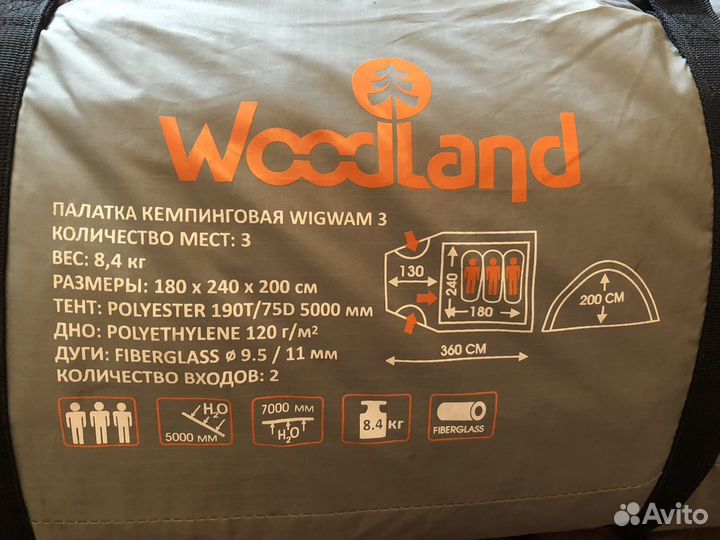 Woodland
ПАЛАТКА КЕМПИНГОВАЯ WIGWAM 3
КОЛИЧЕСТВО МЕСТ: 3
ВЕС: 8,4 кг
РАЗМЕРЫ: 180 x 240 x 200 см
ТЕНТ: POLYESTER 190T/75D 5000 мм
ДНО: POLYETHYLENE 120 г/м²
ДУГИ: FIBERGLASS ø 9.5 / 11 мм
КОЛИЧЕСТВО ВХОДОВ: 2
130
240
180
360 СМ
200 СМ
H₂O
5000 мм
7000 мм
H₂O
8.4 кг
FIBERGLASS
Avito